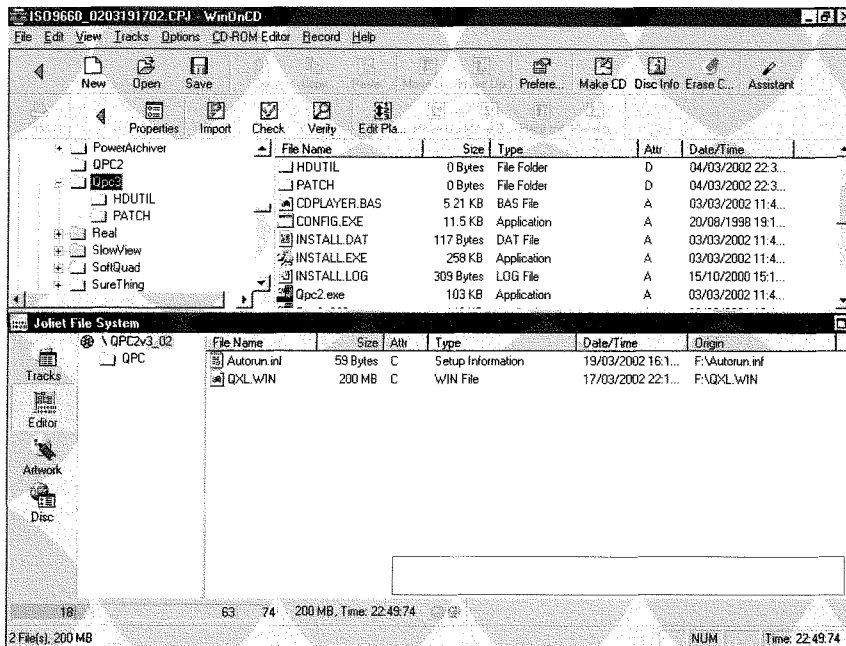 ISO9660_0203191702.CPJ - WinOnCD
File Edit View Tracks Options CD-ROM Editor Record Help
New Open Save Prefere... Make CD Disc Info Erase C... Assistant
Properties Import Check Verify Edit Pla...
PowerArchiver
QPC2
Qpc3
HDUTIL
PATCH
Real
SlowView
SoftQuad
SureThing
File Name Size Type Attr Date/Time
HDUTIL 0 Bytes File Folder D 04/03/2002 22:3...
PATCH 0 Bytes File Folder D 04/03/2002 22:3...
CDPLAYER.BAS 5.21 KB BAS File A 03/03/2002 11:4...
CONFIG.EXE 11.5 KB Application A 20/08/1998 19:1...
INSTALL.DAT 117 Bytes DAT File A 03/03/2002 11:4...
INSTALL.EXE 258 KB Application A 03/03/2002 11:4...
INSTALL.LOG 309 Bytes LOG File A 15/10/2000 15:1...
Qpc2.exe 103 KB Application A 03/03/2002 11:4...
Joliet File System
\ QPC2v3_02
QPC
Tracks
Editor
Artwork
Disc
File Name Size Attr Type Date/Time Origin
Autorun.inf 59 Bytes C Setup Information 19/03/2002 16:1... F:\Autorun.inf
QXL.WIN 200 MB C WIN File 17/03/2002 22:1... F:\QXL.WIN
18 63 74 200 MB, Time: 22:49:74
2 File(s), 200 MB NUM Time: 22:49:74